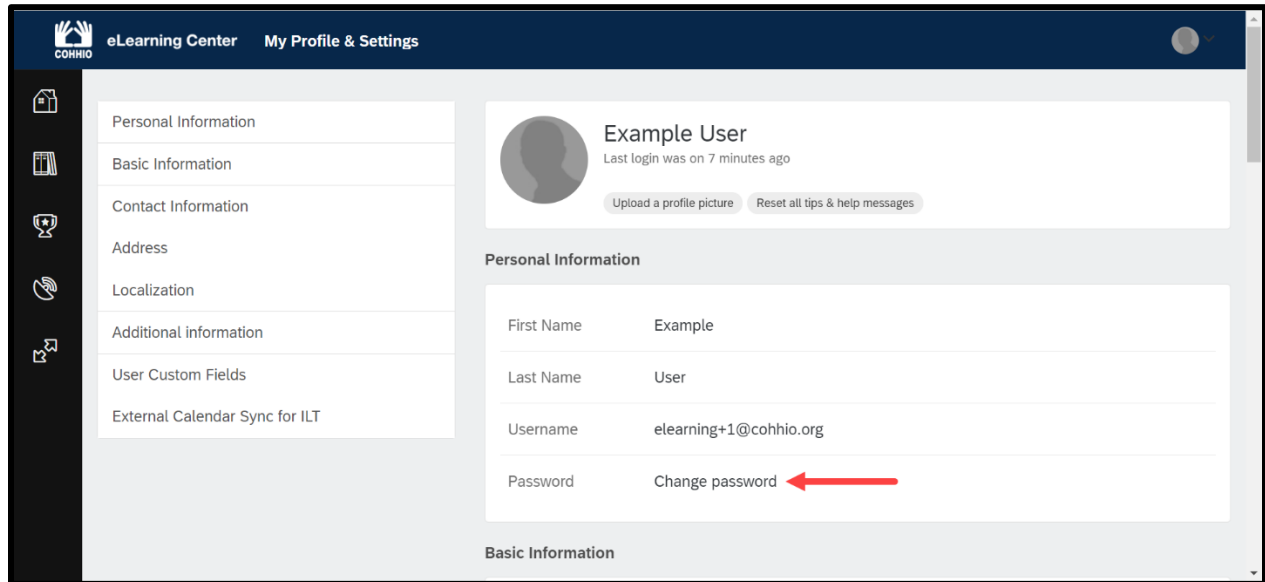 COHHIO
eLearning Center My Profile & Settings
Personal Information
Basic Information
Contact Information
Address
Localization
Additional information
User Custom Fields
External Calendar Sync for ILT
Example User
Last login was on 7 minutes ago
Upload a profile picture Reset all tips & help messages
Personal Information
First Name Example
Last Name User
Username elearning+1@cohhio.org
Password Change password
Basic Information